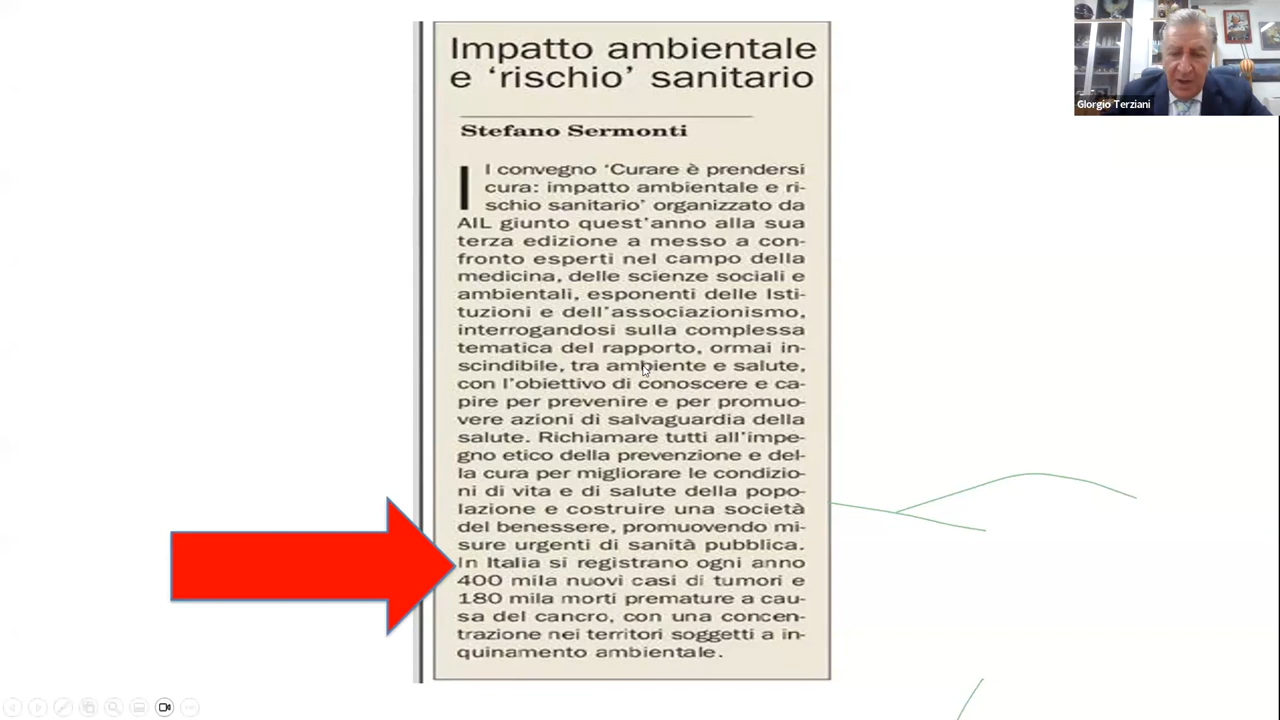 Impatto ambientale
e ‘rischio’ sanitario
Stefano Sermonti
Il convegno ‘Curare è prendersi
cura: impatto ambientale e ri-
schio sanitario’ organizzato da
AIL giunto quest'anno alla sua
terza edizione a messo a con-
fronto esperti nel campo della
medicina, delle scienze sociali e
ambientali, esponenti delle Isti-
tuzioni e dell'associazionismo,
interrogandosi sulla complessa
tematica del rapporto, ormai in-
scindibile, tra ambiente e salute,
con l'obiettivo di conoscere e ca-
pire per prevenire e per promuo-
vere azioni di salvaguardia della
salute. Richiamare tutti all'impe-
gno etico della prevenzione e del-
la cura per migliorare le condizio-
ni di vita e di salute della popo-
lazione e costruire una società
del benessere, promuovendo mi-
sure urgenti di sanità pubblica.
In Italia si registrano ogni anno
400 mila nuovi casi di tumori e
180 mila morti premature a cau-
sa del cancro, con una concen-
trazione nei territori soggetti a in-
quinamento ambientale.
GIorgio Terziani